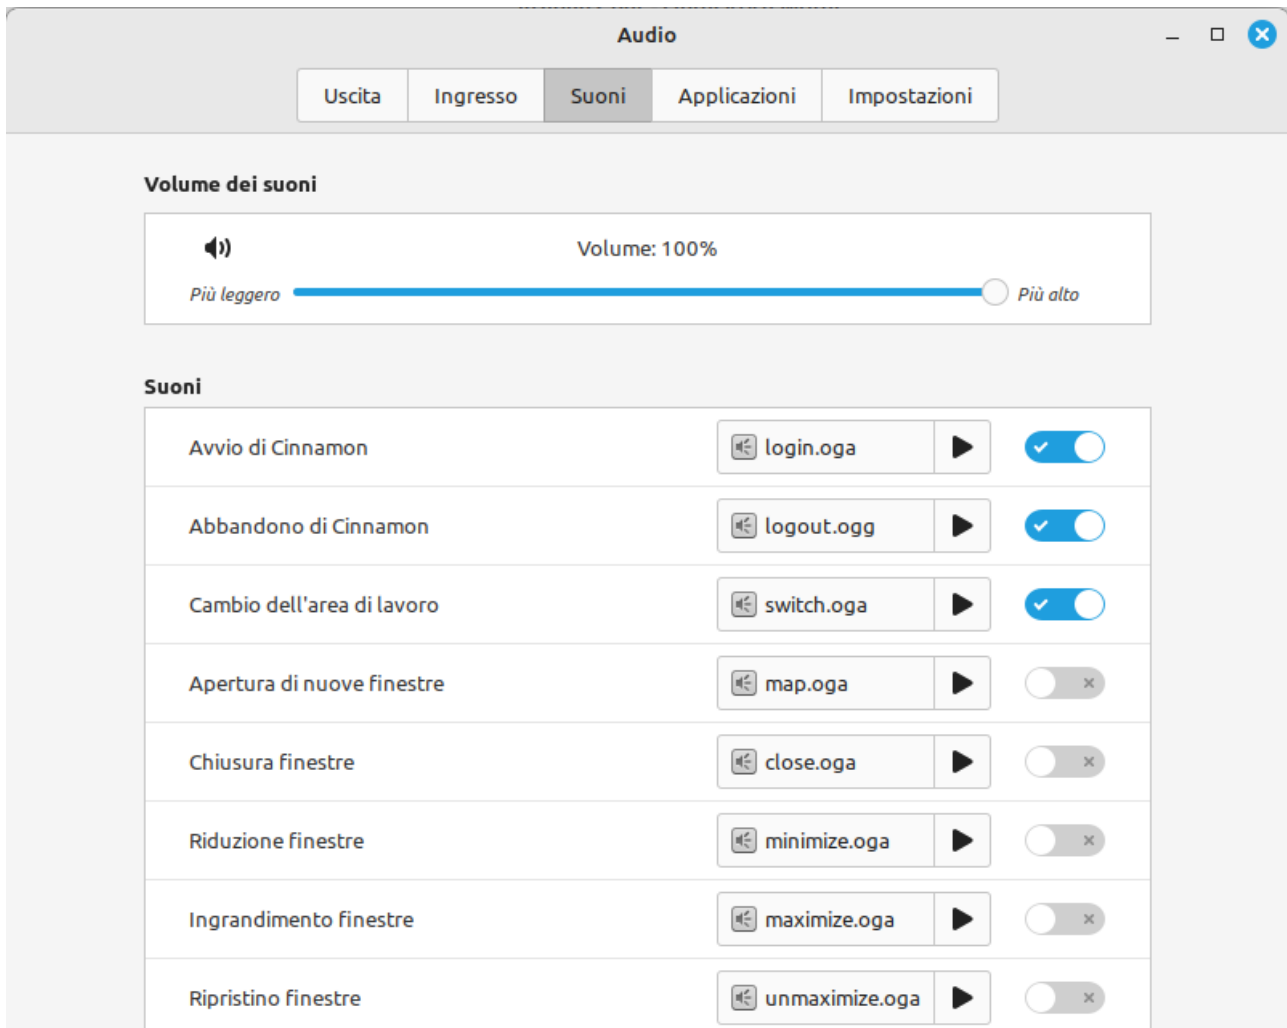 Audio
Uscita Ingresso Suoni Applicazioni Impostazioni
Volume dei suoni
Volume: 100%
Più leggero Più alto
Suoni
Avvio di Cinnamon login.oga
Abbandono di Cinnamon logout.ogg
Cambio dell'area di lavoro switch.oga
Apertura di nuove finestre map.oga
Chiusura finestre close.oga
Riduzione finestre minimize.oga
Ingrandimento finestre maximize.oga
Ripristino finestre unmaximize.oga